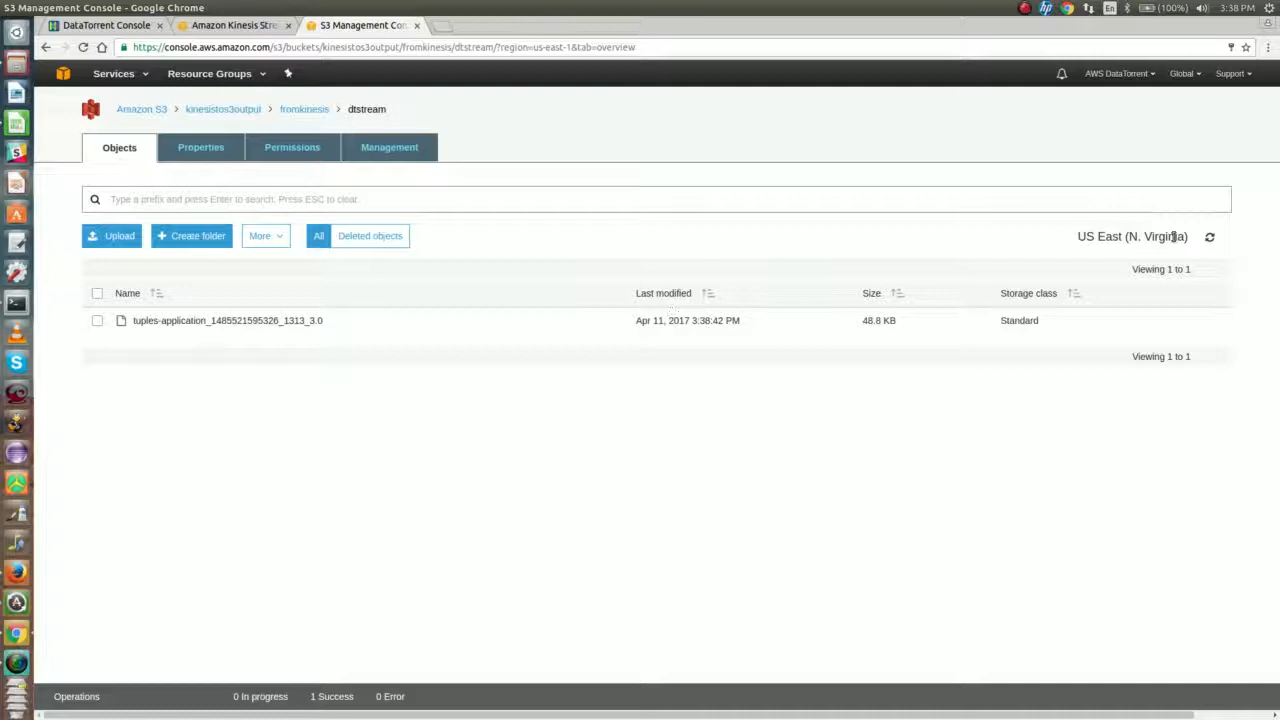 S3 Management Console - Google Chrome
En
(100%)
3:38 PM
DataTorrent Console
Amazon Kinesis Stre
S3 Management Con
https://console.aws.amazon.com/s3/buckets/kinesistos3output/fromkinesis/dtstream/?region=us-east-1&tab=overview
Services
Resource Groups
AWS DataTorrent
Global
Support
Amazon S3 > kinesistos3output > fromkinesis > dtstream
Objects
Properties
Permissions
Management
Type a prefix and press Enter to search. Press ESC to clear.
Upload
+ Create folder
More
All
Deleted objects
US East (N. Virginia)
Viewing 1 to 1
Name
Last modified
Size
Storage class
tuples-application_1485521595326_1313_3.0
Apr 11, 2017 3:38:42 PM
48.8 KB
Standard
Viewing 1 to 1
Operations
0 In progress
1 Success
0 Error